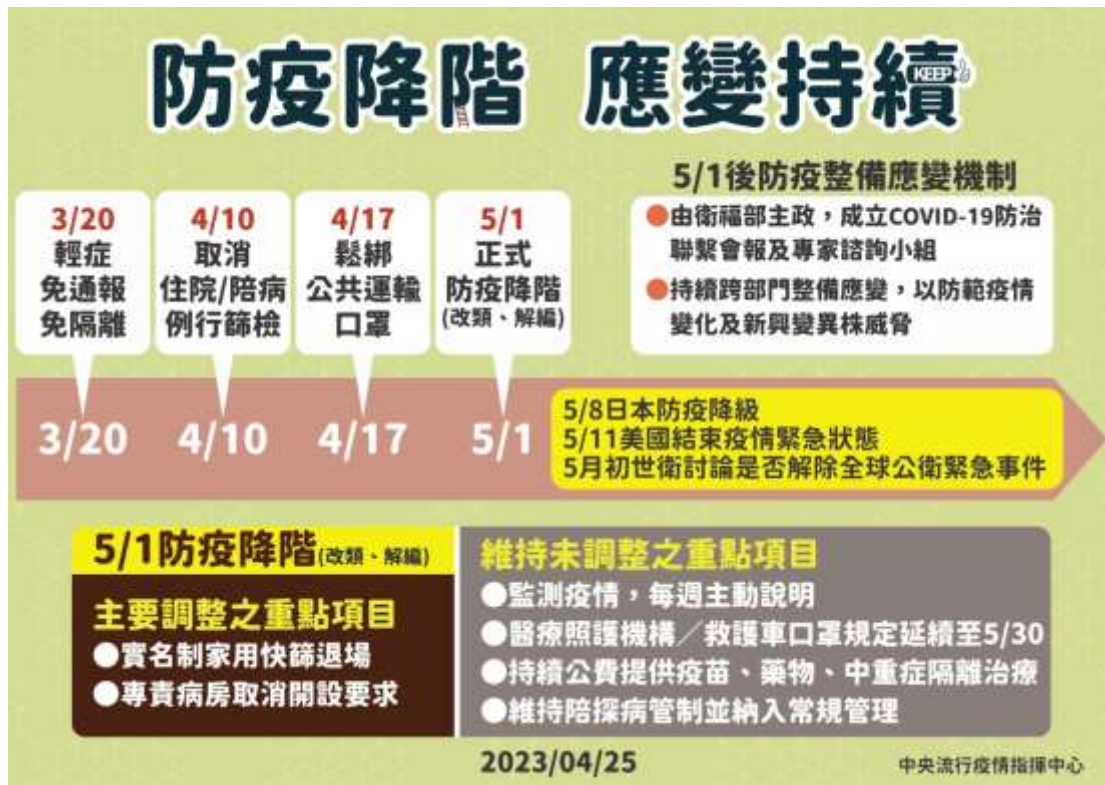 防疫降階 應變持續
KEEP
3/20
輕症
免通報
免隔離
4/10
取消
住院/陪病
例行篩檢
4/17
鬆綁
公共運輸
口罩
5/1
正式
防疫降階
(改類、解編)
5/1後防疫整備應變機制
●由衛福部主政，成立COVID-19防治
聯繫會報及專家諮詢小組
●持續跨部門整備應變，以防範疫情
變化及新興變異株威脅
3/20 4/10 4/17 5/1
5/8日本防疫降級
5/11美國結束疫情緊急狀態
5月初世衛討論是否解除全球公衛緊急事件
5/1防疫降階(改類、解編)
主要調整之重點項目
●實名制家用快篩退場
●專責病房取消開設要求
維持未調整之重點項目
●監測疫情，每週主動說明
●醫療照護機構／救護車口罩規定延續至5/30
●持續公費提供疫苗、藥物、中重症隔離治療
●維持陪探病管制並納入常規管理
2023/04/25
中央流行疫情指揮中心